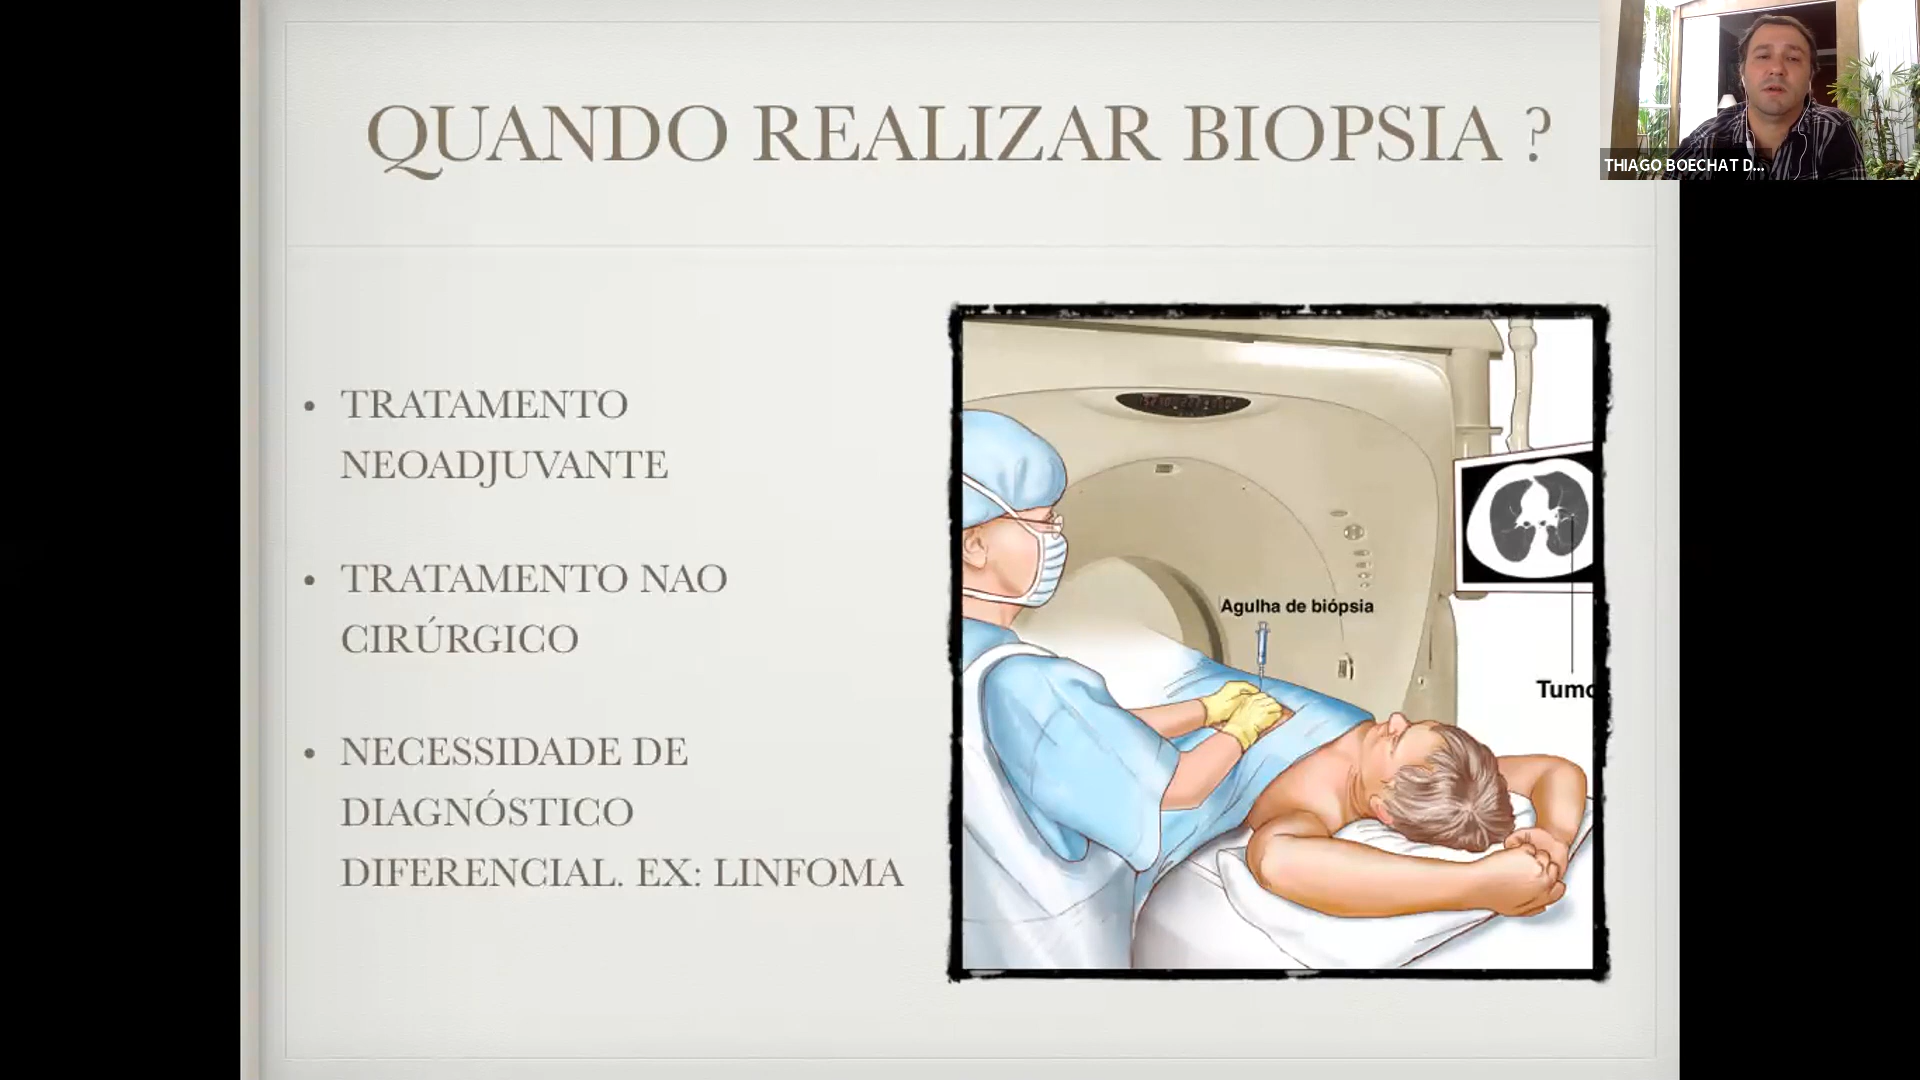 QUANDO REALIZAR BIOPSIA ?
THIAGO BOECHAT D...
• TRATAMENTO
NEOADJUVANTE
• TRATAMENTO NAO
CIRÚRGICO
• NECESSIDADE DE
DIAGNÓSTICO
DIFERENCIAL. EX: LINFOMA
Agulha de biópsia
Tumo